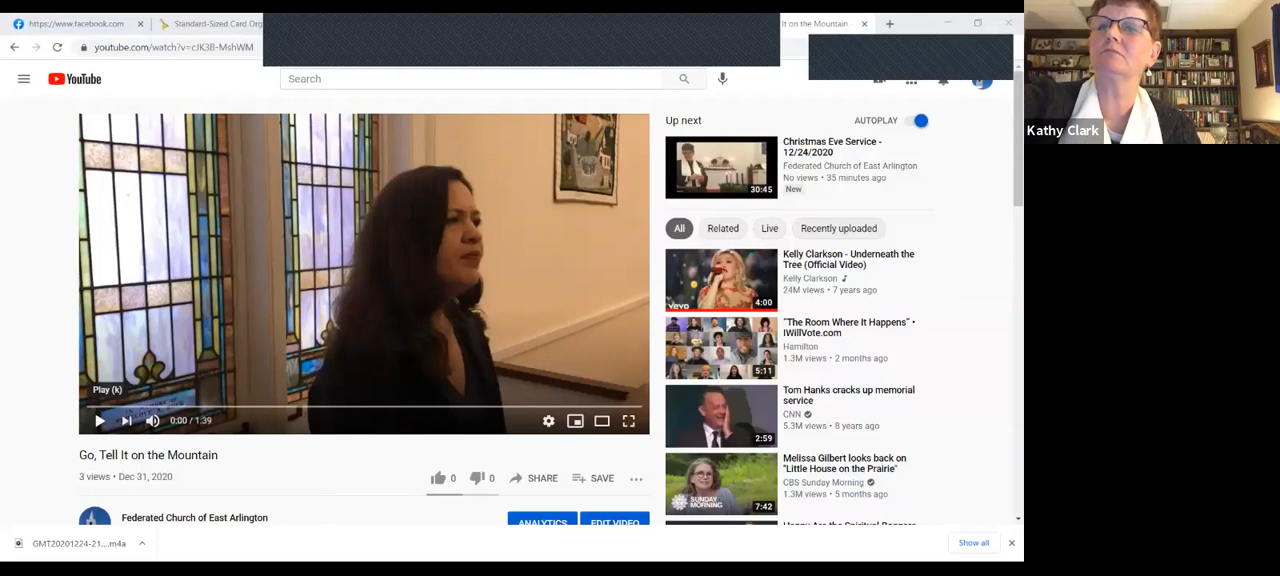 https://www.facebook.com
Standard-Sized Card Org
It on the Mountain -
youtube.com/watch?v=cJK3B-MshWM
YouTube
Search
Kathy Clark
Up next
AUTOPLAY
Christmas Eve Service -
12/24/2020
Federated Church of East Arlington
No views • 35 minutes ago
New
30:45
All
Related
Live
Recently uploaded
Kelly Clarkson - Underneath the
Tree (Official Video)
Kelly Clarkson
24M views • 7 years ago
vevo
4:00
"The Room Where It Happens" •
IWillVote.com
Hamilton
1.3M views • 2 months ago
5:11
Tom Hanks cracks up memorial
service
CNN
5.3M views • 8 years ago
2:59
Melissa Gilbert looks back on
"Little House on the Prairie"
CBS Sunday Morning
1.3M views • 5 months ago
SUNDAY
MORNING
7:42
Play (k)
0:00 / 1:39
Go, Tell It on the Mountain
3 views • Dec 31, 2020
0
0
SHARE
SAVE
Federated Church of East Arlington
ANALYTICS
EDIT VIDEO
GMT20201224-21....m4a
Show all